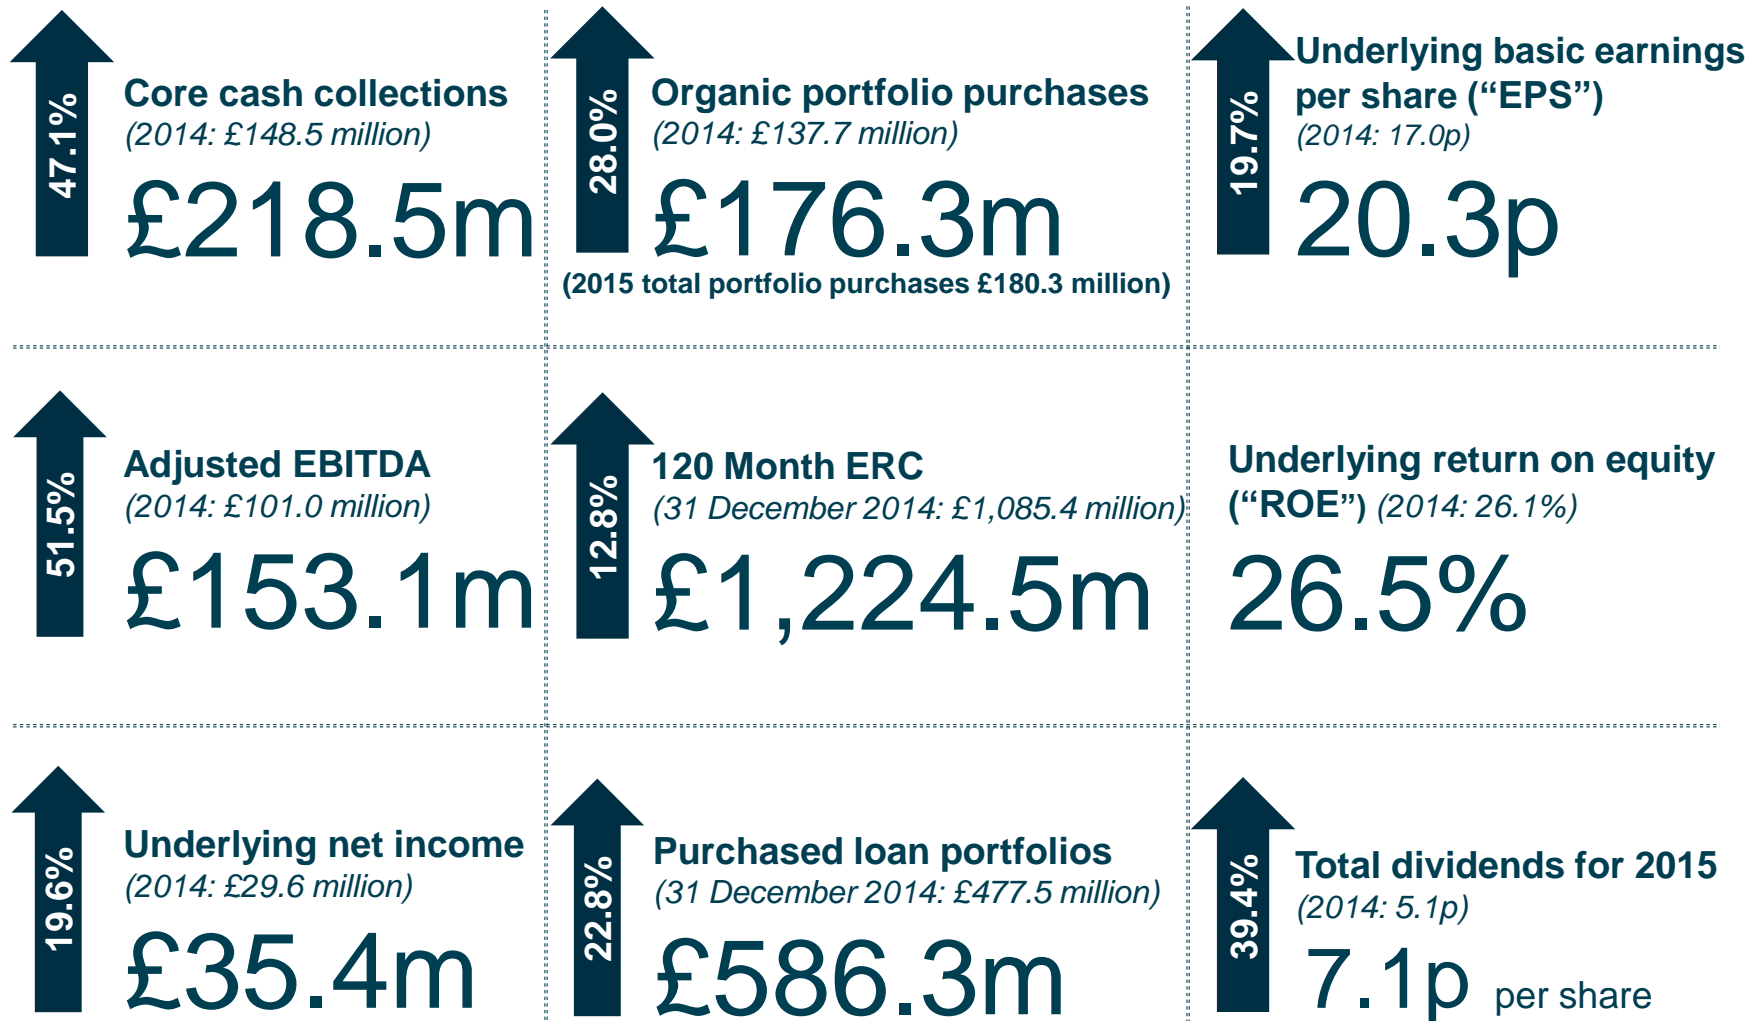 47.1%
Core cash collections
(2014: £148.5 million)
£218.5m
28.0%
Organic portfolio purchases
(2014: £137.7 million)
£176.3m
(2015 total portfolio purchases £180.3 million)
19.7%
Underlying basic earnings
per share (“EPS”)
(2014: 17.0p)
20.3p
51.5%
Adjusted EBITDA
(2014: £101.0 million)
£153.1m
12.8%
120 Month ERC
(31 December 2014: £1,085.4 million)
£1,224.5m
Underlying return on equity
(“ROE”) (2014: 26.1%)
26.5%
19.6%
Underlying net income
(2014: £29.6 million)
£35.4m
22.8%
Purchased loan portfolios
(31 December 2014: £477.5 million)
£586.3m
39.4%
Total dividends for 2015
(2014: 5.1p)
7.1p per share